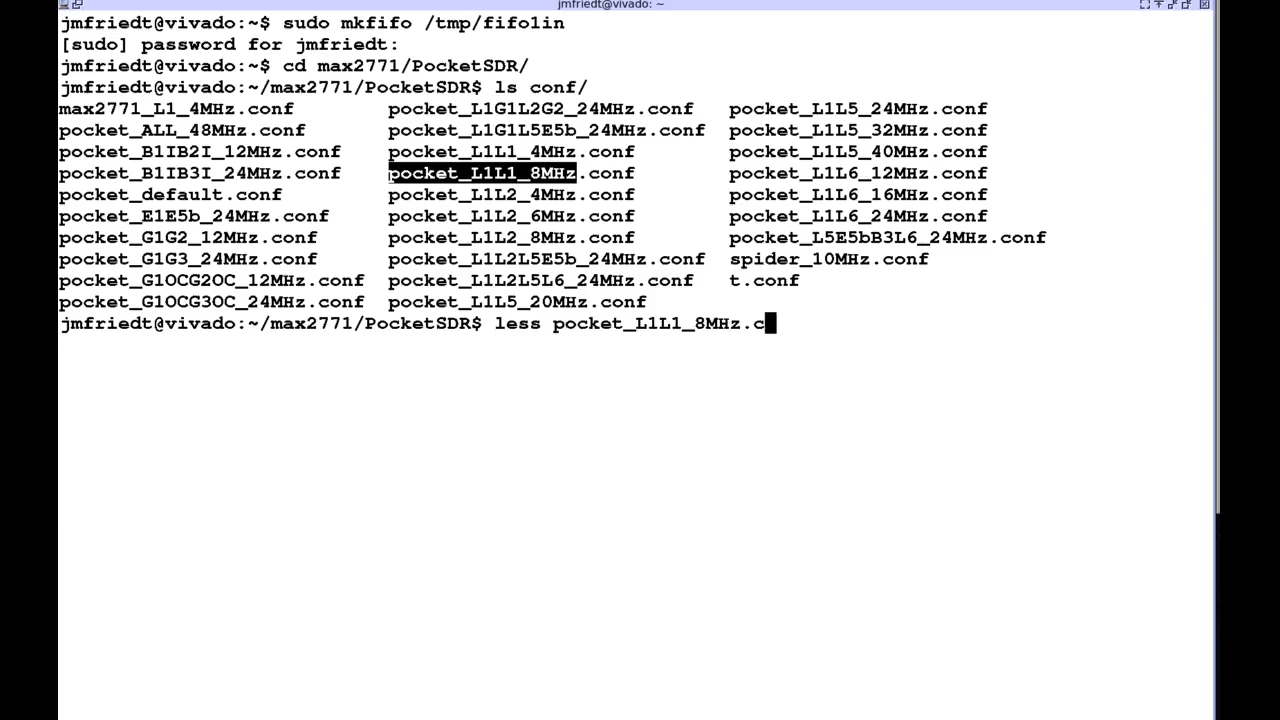 jmfriedt@vivado: ~
jmfriedt@vivado:~$ sudo mkfifo /tmp/fifo1in
[sudo] password for jmfriedt:
jmfriedt@vivado:~$ cd max2771/PocketSDR/
jmfriedt@vivado:~/max2771/PocketSDR$ ls conf/
max2771_L1_4MHz.conf pocket_L1G1L2G2_24MHz.conf pocket_L1L5_24MHz.conf
pocket_ALL_48MHz.conf pocket_L1G1L5E5b_24MHz.conf pocket_L1L5_32MHz.conf
pocket_B1IB2I_12MHz.conf pocket_L1L1_4MHz.conf pocket_L1L5_40MHz.conf
pocket_B1IB3I_24MHz.conf pocket_L1L1_8MHz.conf pocket_L1L6_12MHz.conf
pocket_default.conf pocket_L1L2_4MHz.conf pocket_L1L6_16MHz.conf
pocket_E1E5b_24MHz.conf pocket_L1L2_6MHz.conf pocket_L1L6_24MHz.conf
pocket_G1G2_12MHz.conf pocket_L1L2_8MHz.conf pocket_L5E5bB3L6_24MHz.conf
pocket_G1G3_24MHz.conf pocket_L1L2L5E5b_24MHz.conf spider_10MHz.conf
pocket_G1OCG2OC_12MHz.conf pocket_L1L2L5L6_24MHz.conf t.conf
pocket_G1OCG3OC_24MHz.conf pocket_L1L5_20MHz.conf
jmfriedt@vivado:~/max2771/PocketSDR$ less pocket_L1L1_8MHz.c